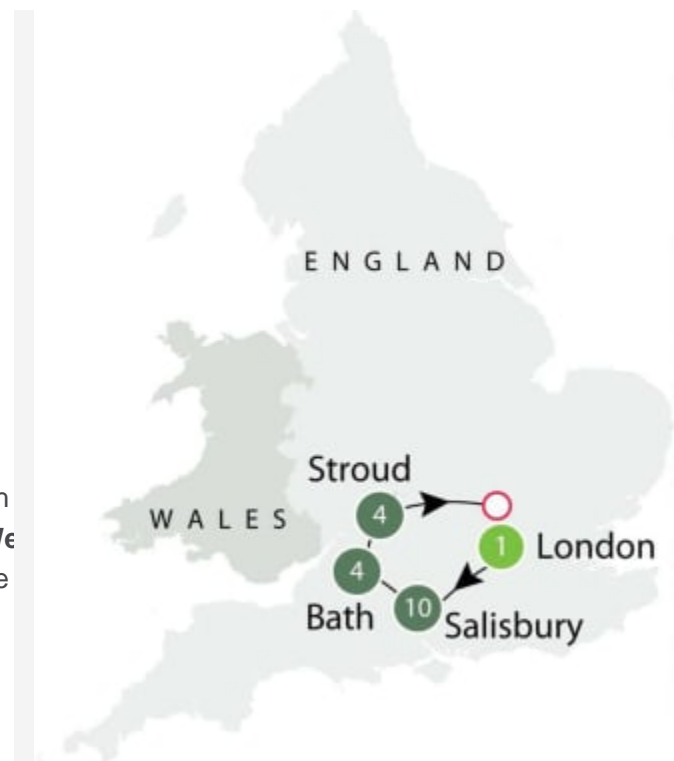 ENGLAND
Stroud
4
WALES
1 London
4
Bath
10 Salisbury